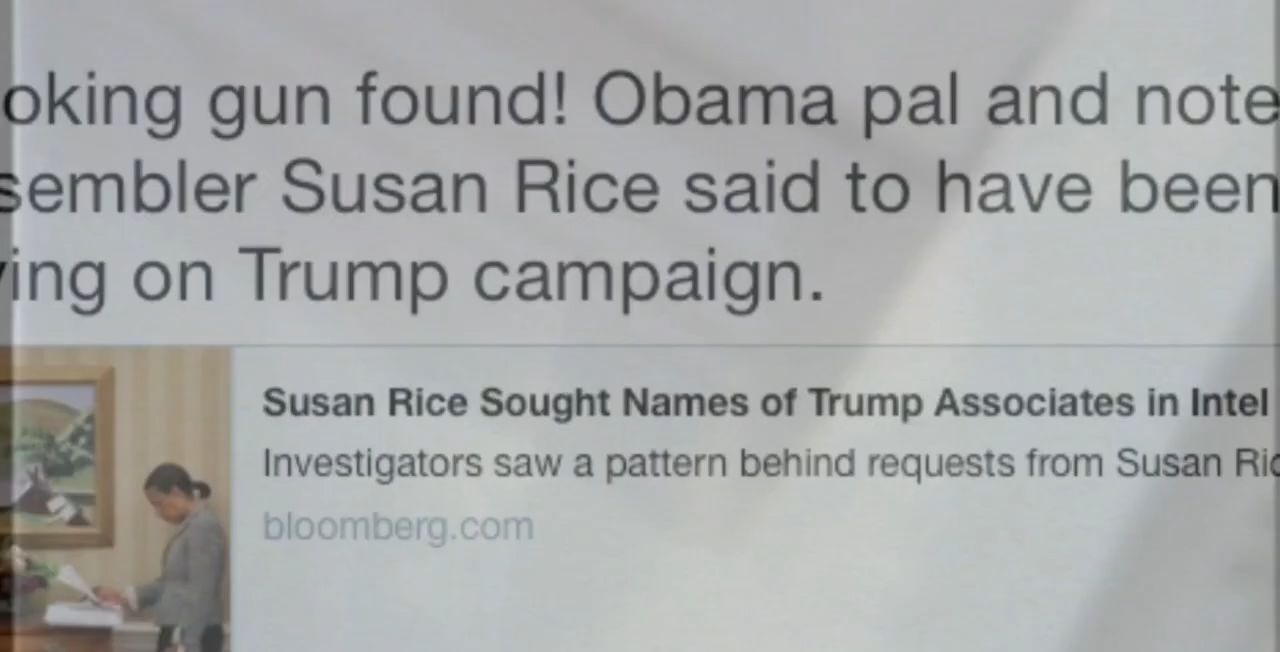 oking gun found! Obama pal and note
sembler Susan Rice said to have been
ing on Trump campaign.
Susan Rice Sought Names of Trump Associates in Intel
Investigators saw a pattern behind requests from Susan Ric
bloomberg.com